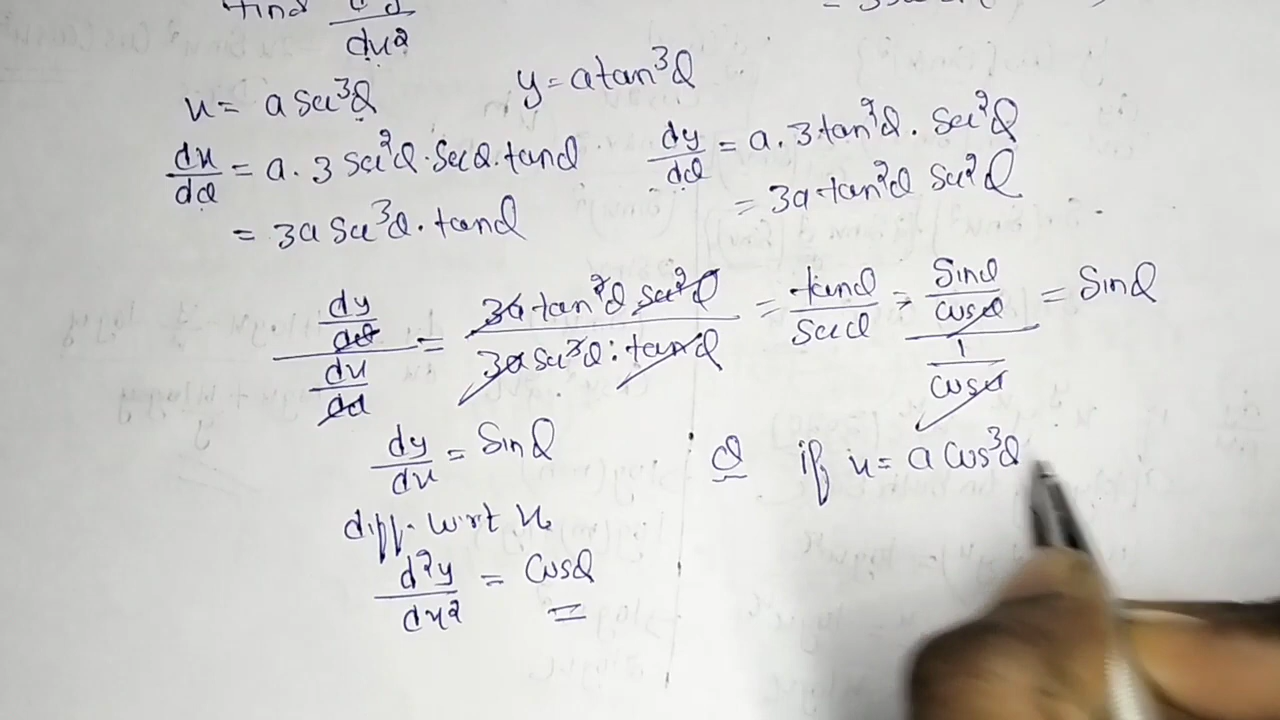 find d²y/dx²
x = a sec³θ    y = a tan³θ
dx/dθ = a . 3 sec²θ . secθ . tanθ    dy/dθ = a . 3 tan²θ . sec²θ
= 3a sec³θ . tanθ    = 3a tan²θ sec²θ
(dy/dθ)/(dx/dθ) = (3a tan²θ sec²θ)/(3a sec³θ . tanθ) = tanθ/secθ = (sinθ/cosθ)/(1/cosθ) = sinθ
dy/dx = sinθ    Q if x = a cos³θ
diff. w.r.t x
d²y/dx² = cosθ